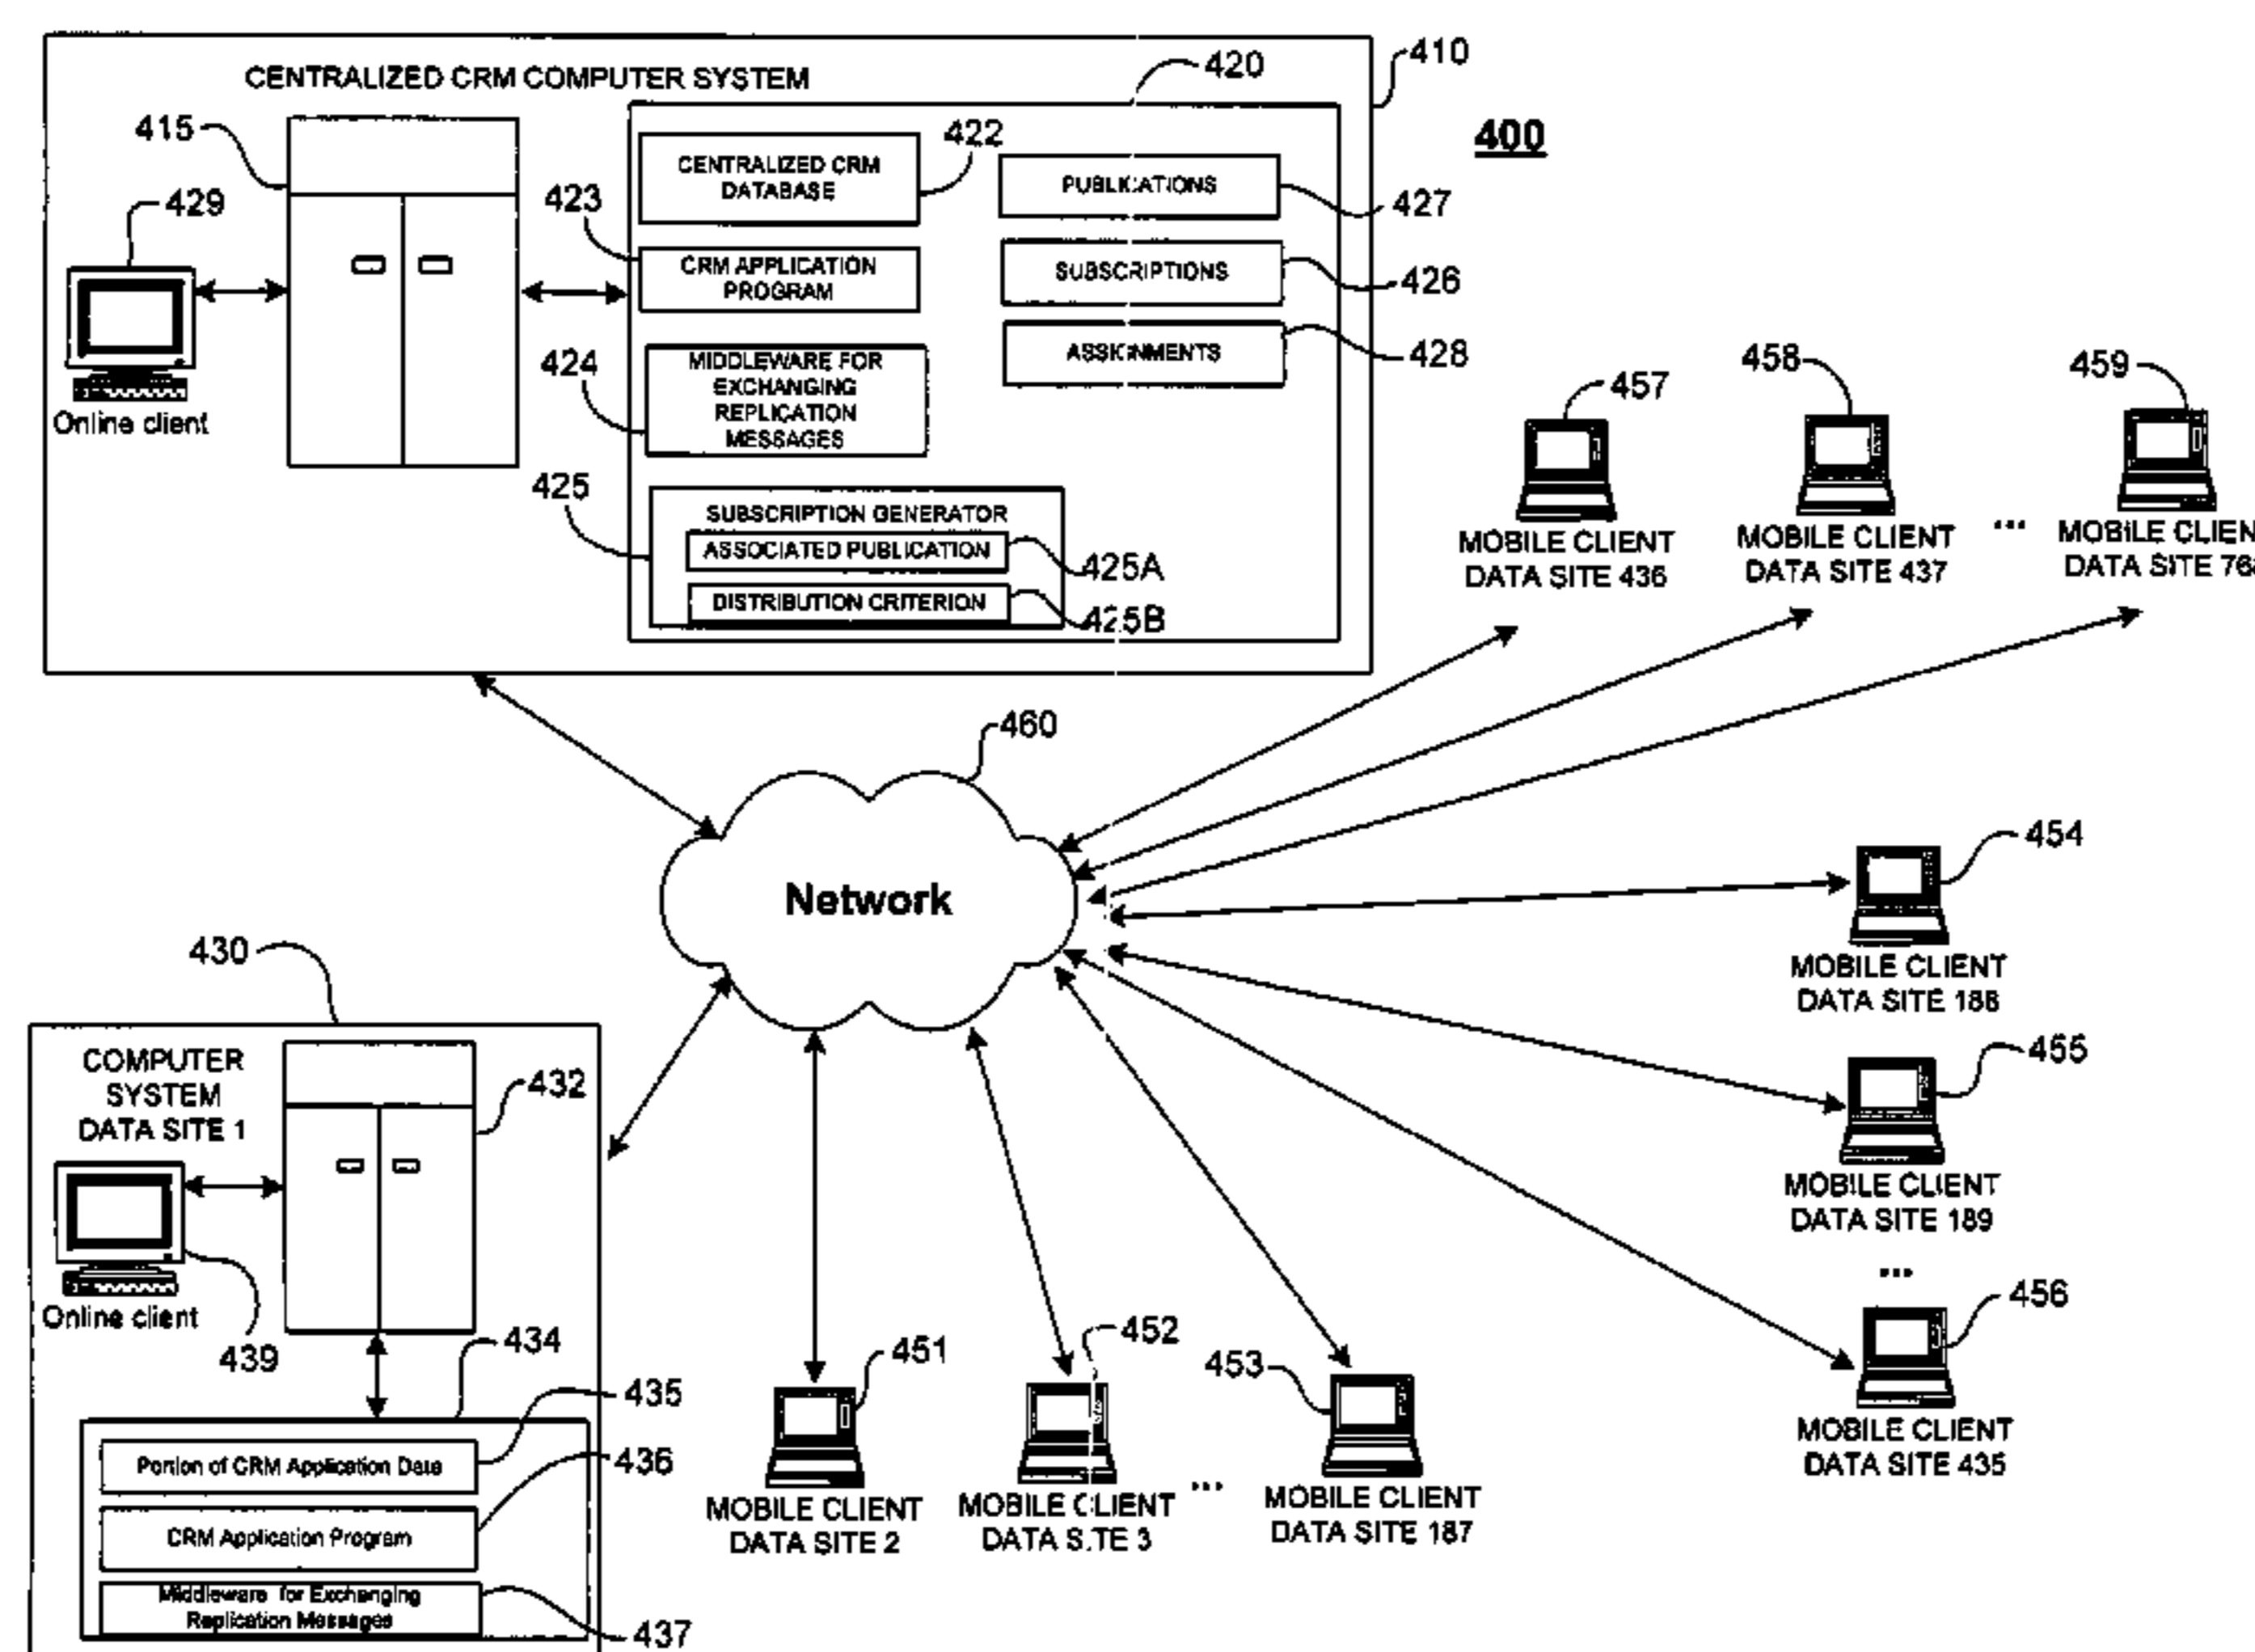 410
CENTRALIZED CRM COMPUTER SYSTEM
420
400
415
429
Online client
CENTRALIZED CRM
DATABASE
422
423
CRM APPLICATION
PROGRAM
424
MIDDLEWARE FOR
EXCHANGING
REPLICATION
MESSAGES
425
SUBSCRIPTION GENERATOR
ASSOCIATED PUBLICATION
425A
DISTRIBUTION CRITERION
425B
PUBLICATIONS
427
SUBSCRIPTIONS
426
ASSIGNMENTS
428
457
MOBILE CLIENT
DATA SITE 436
458
MOBILE CLIENT
DATA SITE 437
...
459
MOBILE CLIEN
DATA SITE
460
Network
454
MOBILE CLIENT
DATA SITE 188
455
MOBILE CLIENT
DATA SITE 189
...
456
MOBILE CLIENT
DATA SITE 435
430
COMPUTER
SYSTEM
DATA SITE 1
432
Online client
439
434
435
Portion of CRM Application Data
436
CRM Application Program
Middleware for Exchanging
Replication Messages
437
451
MOBILE CLIENT
DATA SITE 2
452
MOBILE CLIENT
DATA SITE 3
...
453
MOBILE CLIENT
DATA SITE 187